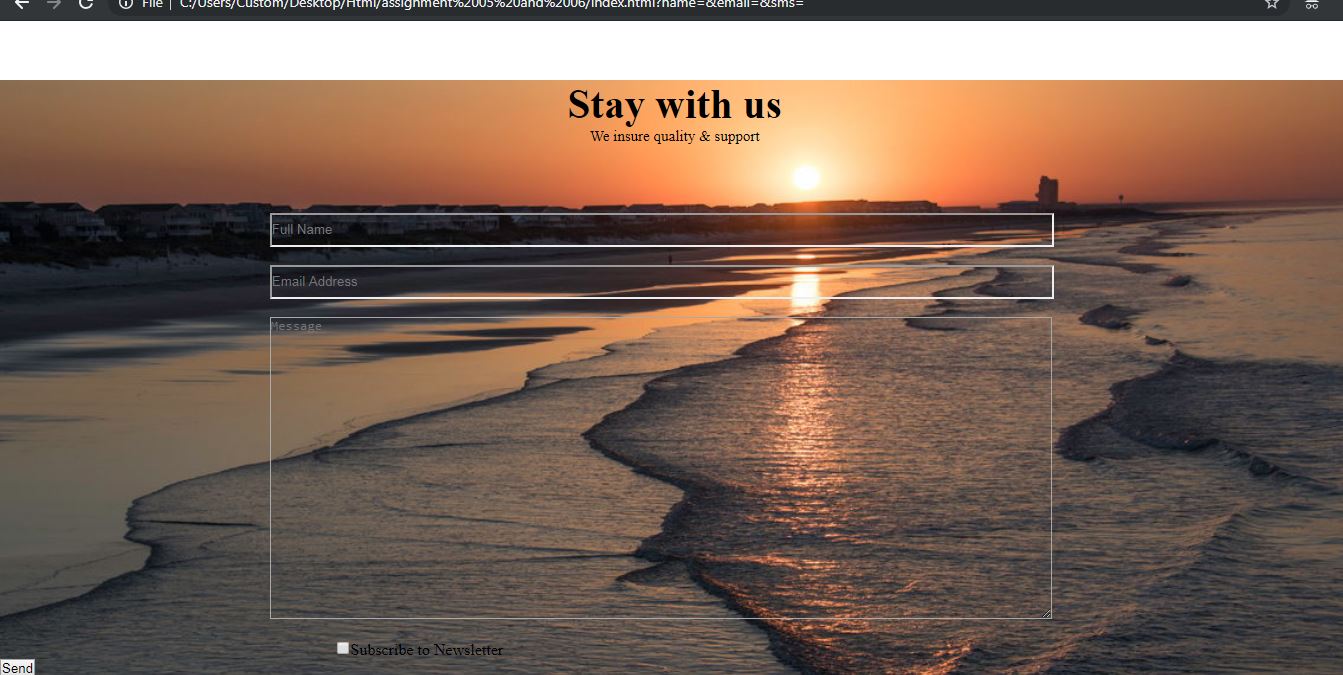 File | C:/Users/Custom/Desktop/Html/assignment%2005%20and%2006/index.html?name=&email=&sms=
Stay with us
We insure quality & support
Full Name
Email Address
Message
Subscribe to Newsletter
Send